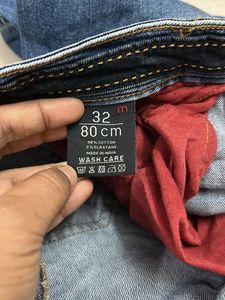 m
32
80 cm
98% COTTON
2% ELASTANE
MADE IN INDIA
WASH CARE